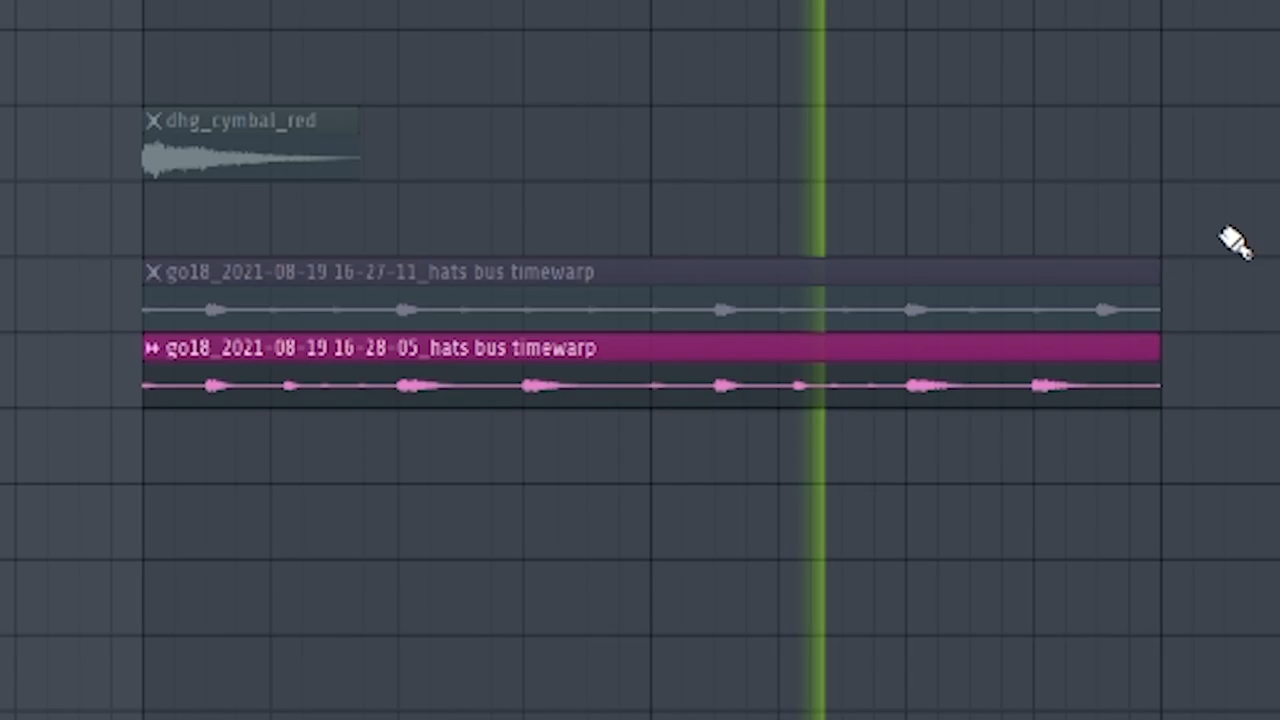 dhg_cymbal_red
go18_2021-08-19 16-27-11_hats bus timewarp
go18_2021-08-19 16-28-05_hats bus timewarp